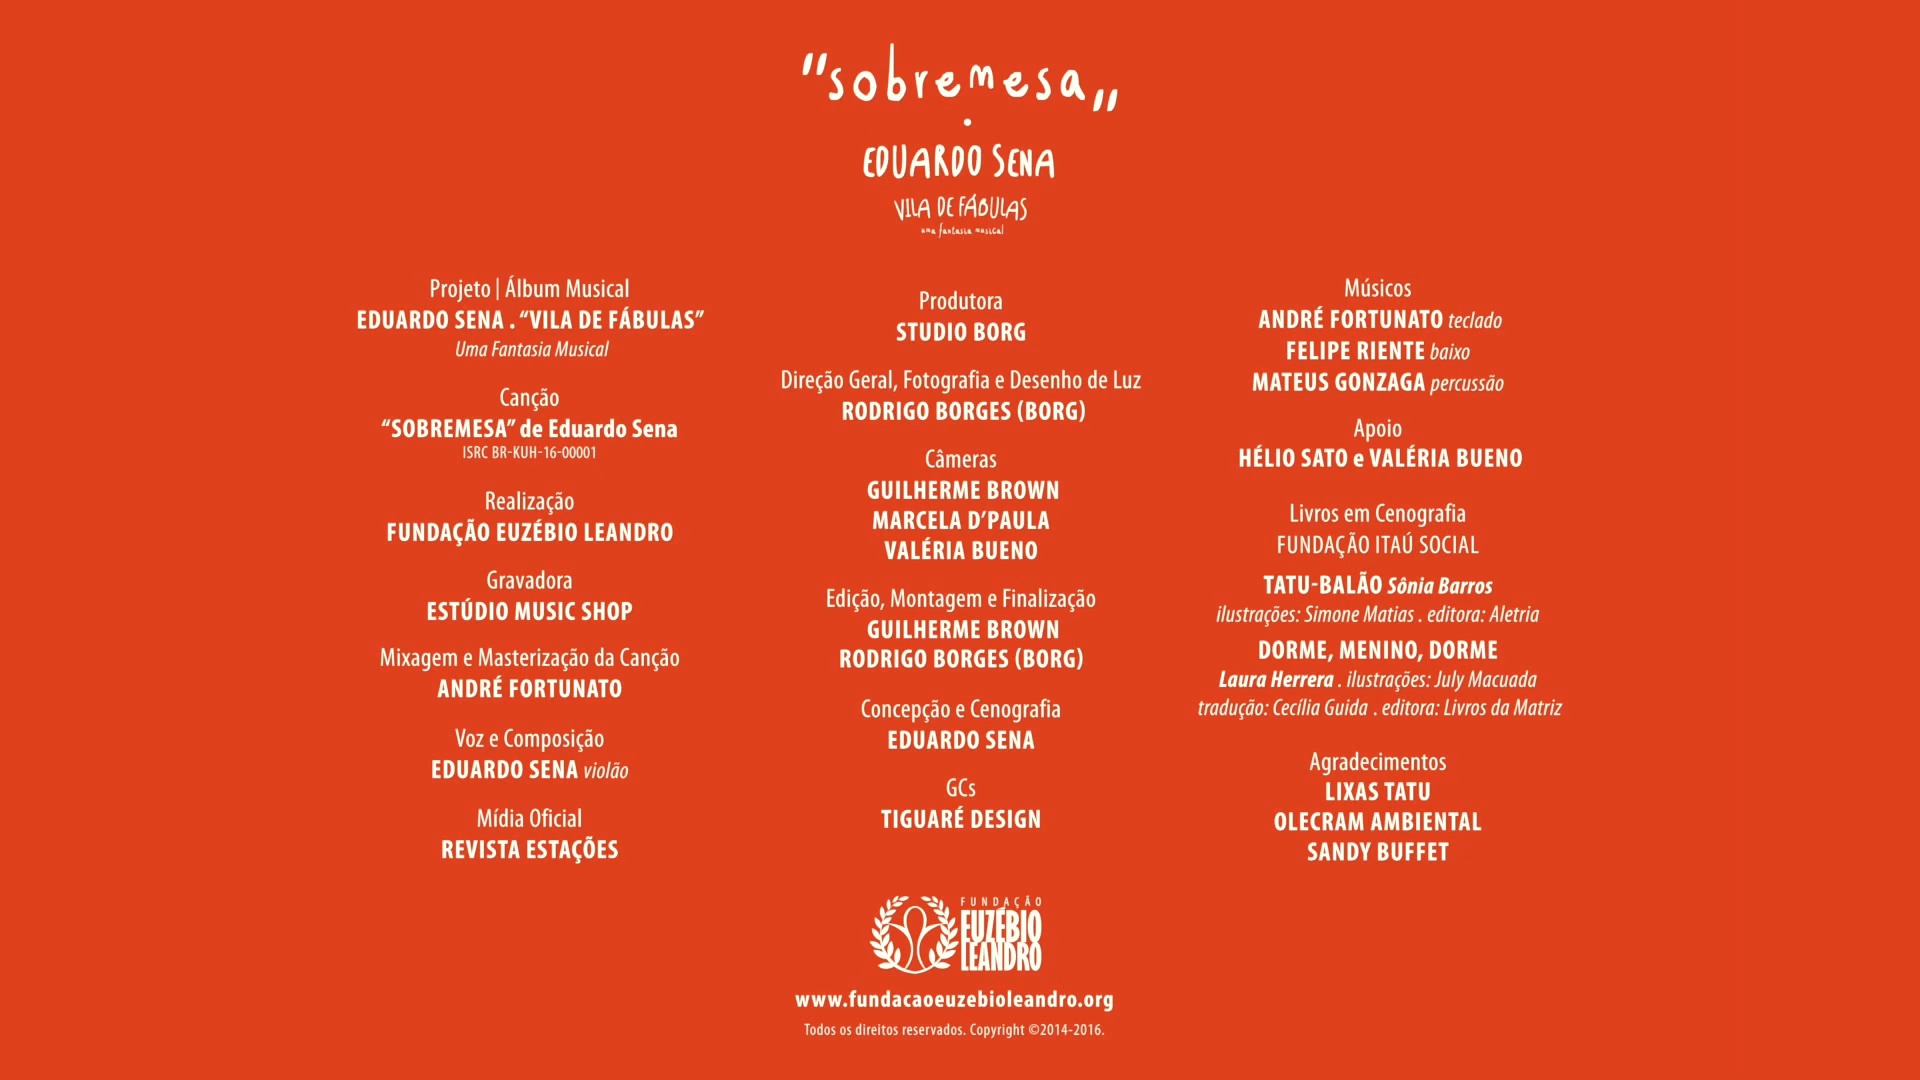 "sobremesa"
EDUARDO SENA
VILA DE FÁBULAS
uma fantasia musical
Projeto | Álbum Musical
EDUARDO SENA . “VILA DE FÁBULAS”
Uma Fantasia Musical
Canção
“SOBREMESA” de Eduardo Sena
ISRC BR-KUH-16-00001
Realização
FUNDAÇÃO EUZÉBIO LEANDRO
Gravadora
ESTÚDIO MUSIC SHOP
Mixagem e Masterização da Canção
ANDRÉ FORTUNATO
Voz e Composição
EDUARDO SENA violão
Mídia Oficial
REVISTA ESTAÇÕES
Produtora
STUDIO BORG
Direção Geral, Fotografia e Desenho de Luz
RODRIGO BORGES (BORG)
Câmeras
GUILHERME BROWN
MARCELA D’PAULA
VALÉRIA BUENO
Edição, Montagem e Finalização
GUILHERME BROWN
RODRIGO BORGES (BORG)
Concepção e Cenografia
EDUARDO SENA
GCs
TIGUARÉ DESIGN
Músicos
ANDRÉ FORTUNATO teclado
FELIPE RIENTE baixo
MATEUS GONZAGA percussão
Apoio
HÉLIO SATO e VALÉRIA BUENO
Livros em Cenografia
FUNDAÇÃO ITAÚ SOCIAL
TATU-BALÃO Sônia Barros
ilustrações: Simone Matias . editora: Aletria
DORME, MENINO, DORME
Laura Herrera . ilustrações: July Macuada
tradução: Cecília Guida . editora: Livros da Matriz
Agradecimentos
LIXAS TATU
OLECRAM AMBIENTAL
SANDY BUFFET
FUNDAÇÃO
EUZÉBIO
LEANDRO
www.fundacaoeuzebioleandro.org
Todos os direitos reservados. Copyright ©2014-2016.